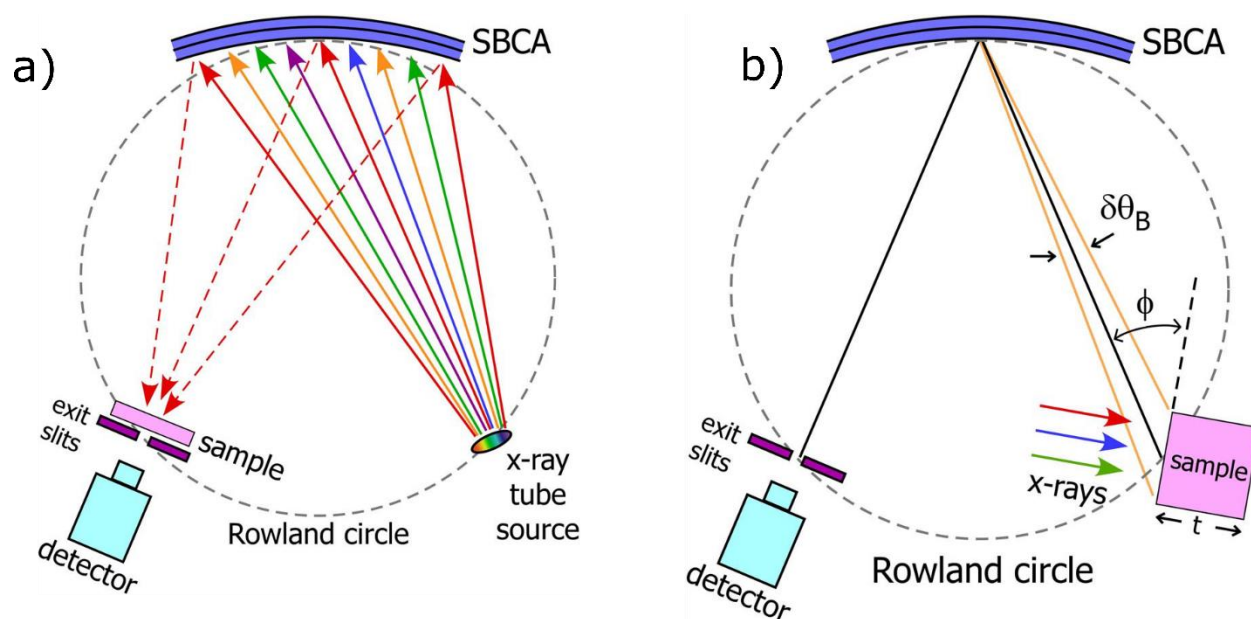 a)
SBCA
exit
slits
sample
x-ray
tube
source
detector
Rowland circle
b)
SBCA
δθB
ϕ
exit
slits
x-rays
sample
t
detector
Rowland circle